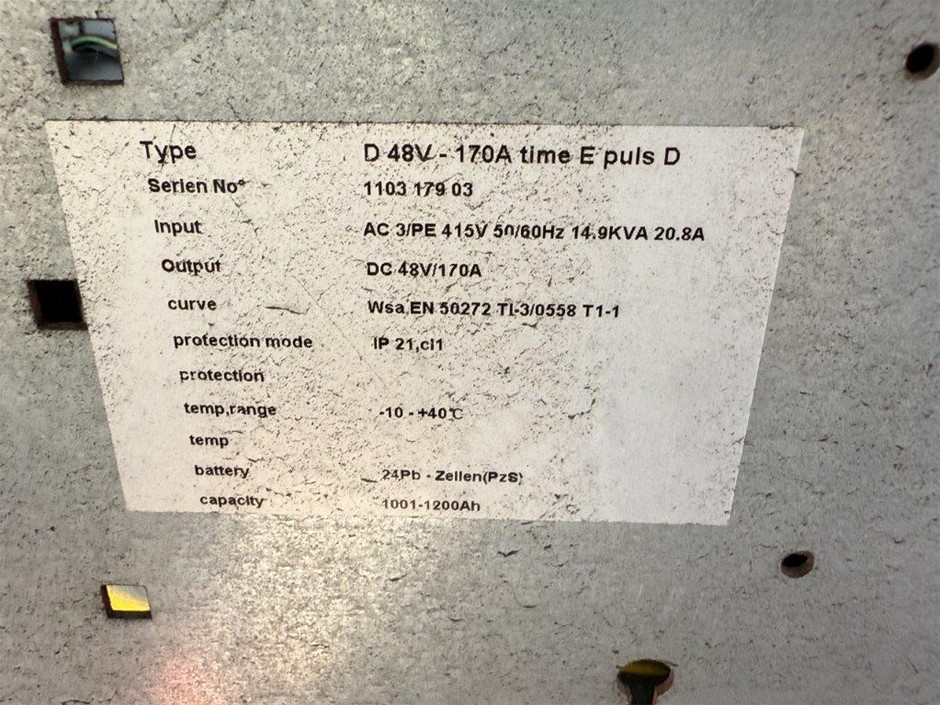 Type D 48V - 170A time E puls D
Serien No° 1103 179 03
Input AC 3/PE 415V 50/60Hz 14.9KVA 20.8A
Output DC 48V/170A
curve Wsa,EN 50272 TI-3/0558 T1-1
protection mode IP 21,cl1
protection
temp,range -10 - +40℃
temp
battery 24Pb - Zellen(PzS)
capacity 1001-1200Ah